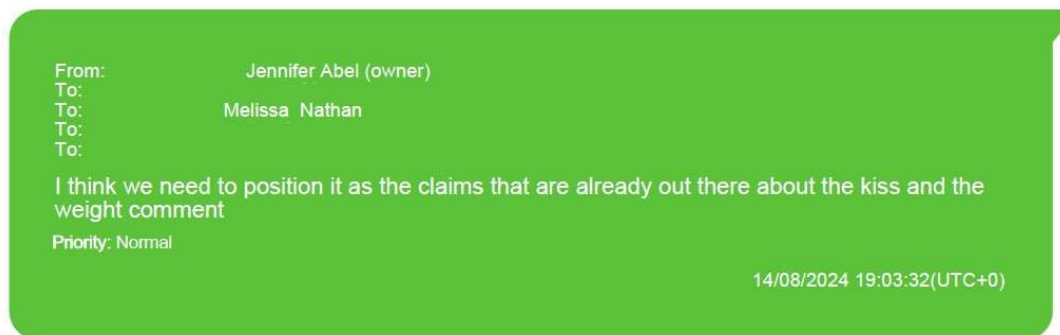 From: Jennifer Abel (owner)
To:
To: Melissa Nathan
To:
To:
I think we need to position it as the claims that are already out there about the kiss and the
weight comment
Priority: Normal
14/08/2024 19:03:32(UTC+0)